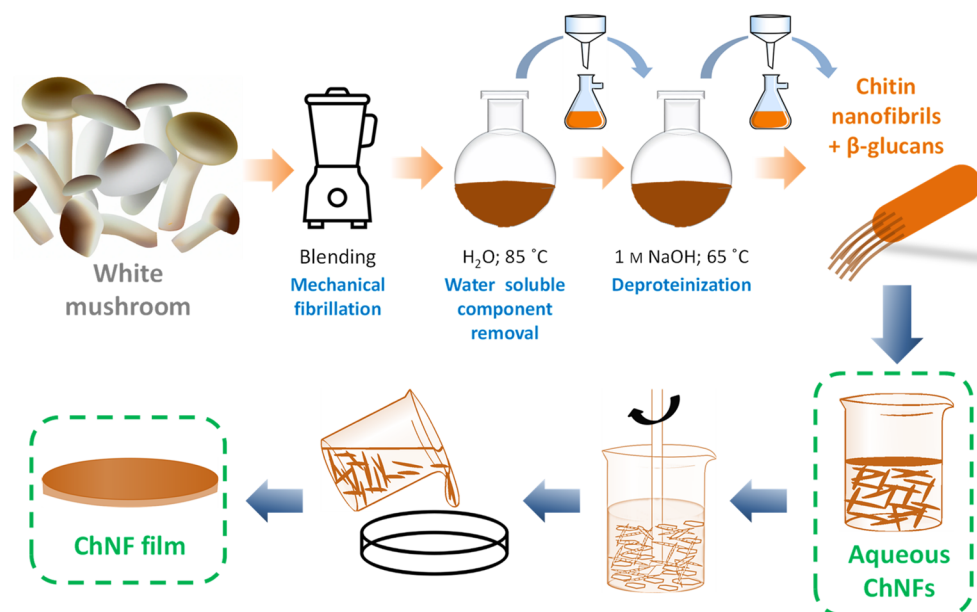 White
mushroom
Blending
Mechanical
fibrillation
H₂O; 85 ˚C
Water soluble
component
removal
1 M NaOH; 65 ˚C
Deproteinization
Chitin
nanofibrils
+ β-glucans
Aqueous
ChNFs
ChNF film